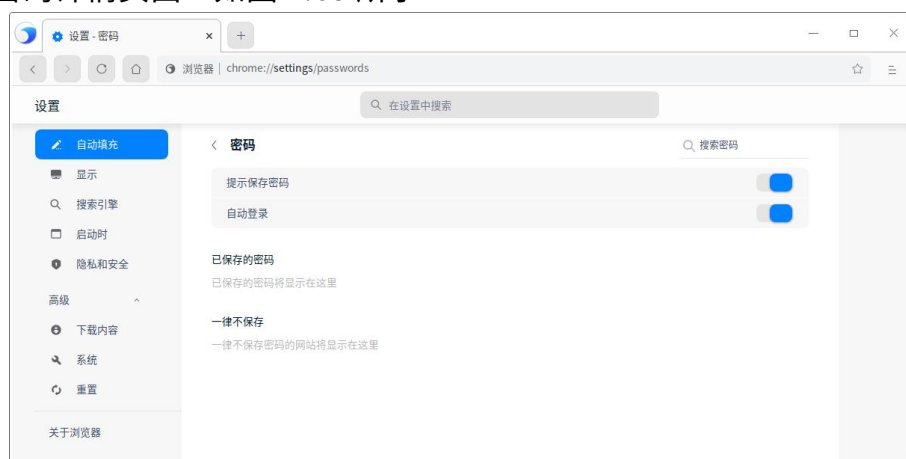 设置 - 密码
浏览器 | chrome://settings/passwords
设置
在设置中搜索
自动填充
密码
搜索密码
显示
提示保存密码
搜索引擎
自动登录
启动时
隐私和安全
已保存的密码
已保存的密码将显示在这里
高级
一律不保存
下载内容
一律不保存密码的网站将显示在这里
系统
重置
关于浏览器